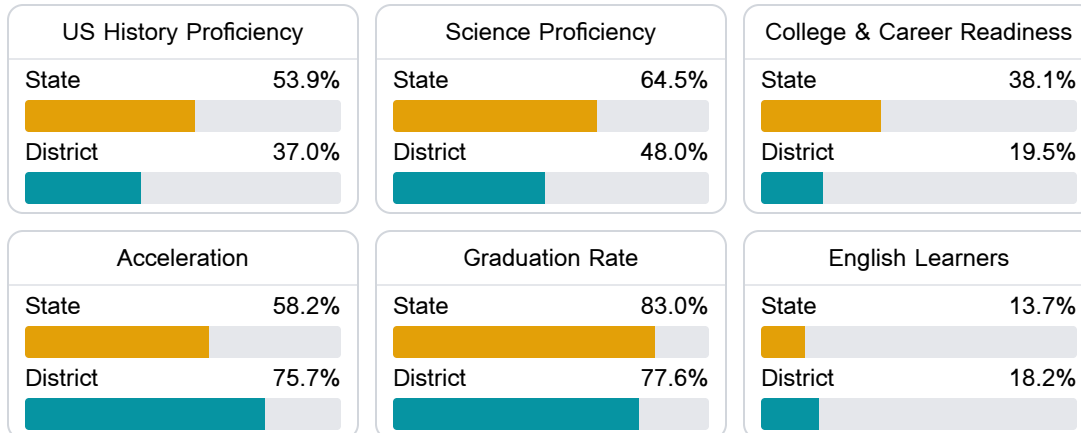 US History Proficiency
State 53.9%
District 37.0%
Science Proficiency
State 64.5%
District 48.0%
College & Career Readiness
State 38.1%
District 19.5%
Acceleration
State 58.2%
District 75.7%
Graduation Rate
State 83.0%
District 77.6%
English Learners
State 13.7%
District 18.2%